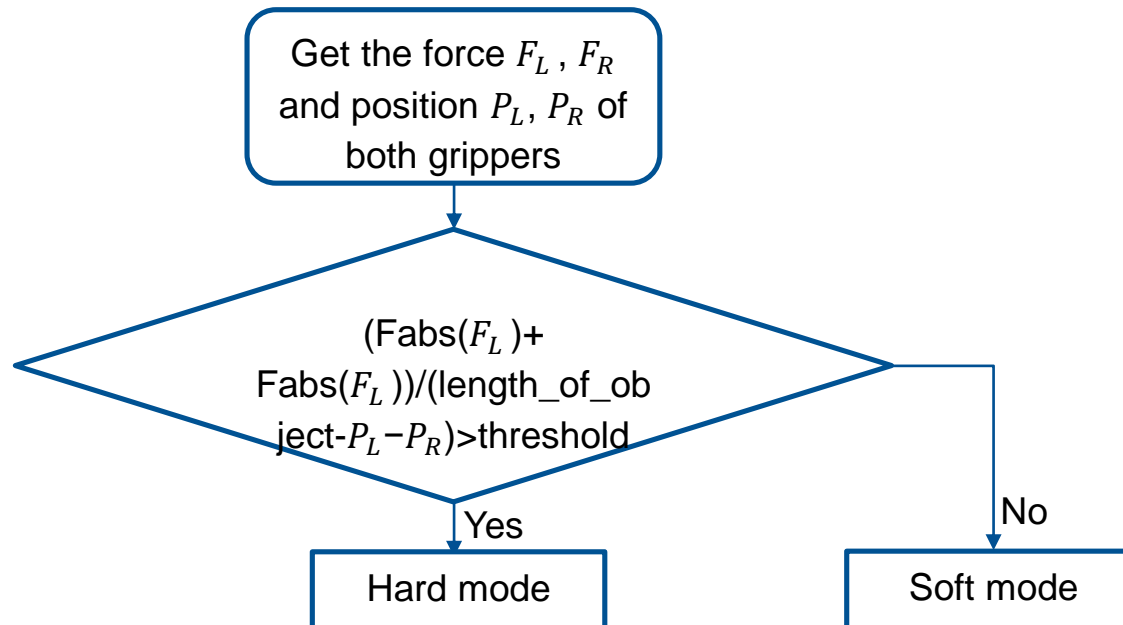 Get the force F_L , F_R
and position P_L, P_R of
both grippers
(Fabs(F_L )+
Fabs(F_L ))/(length_of_ob
ject-P_L−P_R)>threshold
Yes
No
Hard mode
Soft mode